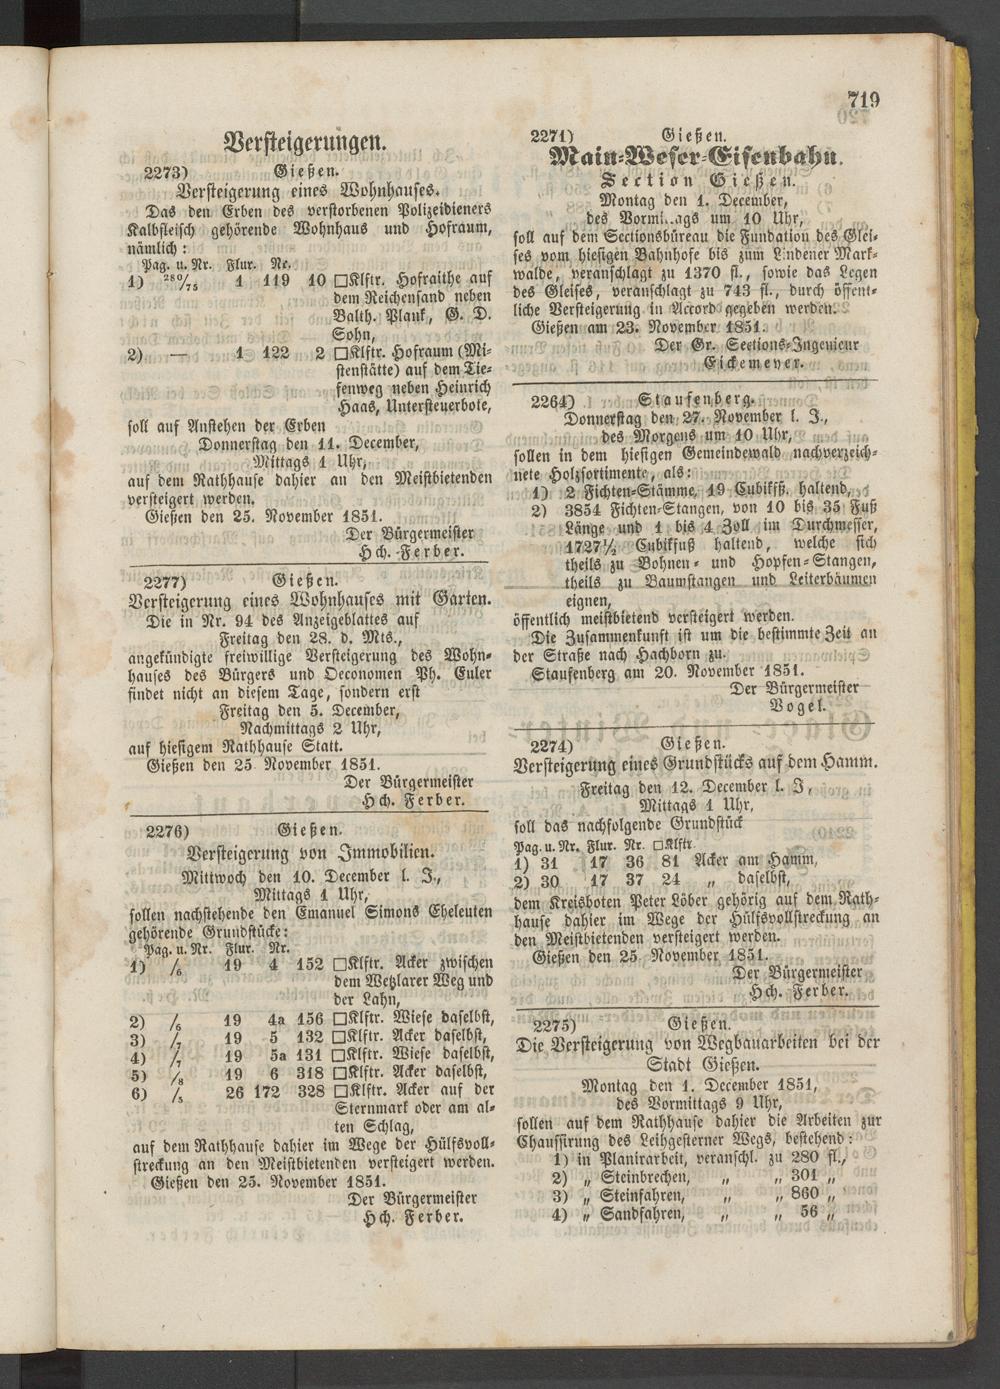 719
Versteigerungen.
2273) Gießen.
Versteigerung eines Wohnhauses.
Das den Erben des verstorbenen Polizeidieners
Kalbfleisch gehörende Wohnhaus und Hofraum,
nämlich:
Pag. u. Nr. Flur. Nr.
1) 280/75 1 119 10 □Klftr. Hofraithe auf
dem Reichensand neben
Balth. Plank, G. D.
Sohn,
2) — 1 122 2 □Klftr. Hofraum (Mi-
stenstätte) auf dem Tie-
fenweg neben Heinrich
Haas, Untersteuerbote,
soll auf Anstehen der Erben
Donnerstag den 11. December,
Mittags 1 Uhr,
auf dem Rathhause dahier an den Meistbietenden
versteigert werden.
Gießen den 25. November 1851.
Der Bürgermeister
Hch. Ferber.
2277) Gießen.
Versteigerung eines Wohnhauses mit Garten.
Die in Nr. 94 des Anzeigeblattes auf
Freitag den 28. d. Mts.,
angekündigte freiwillige Versteigerung des Wohn-
hauses des Bürgers und Oeconomen Ph. Euler
findet nicht an diesem Tage, sondern erst
Freitag den 5. December,
Nachmittags 2 Uhr,
auf hiesigem Rathhause Statt.
Gießen den 25. November 1851.
Der Bürgermeister
Hch. Ferber.
2276) Gießen.
Versteigerung von Immobilien.
Mittwoch den 10. December l. J.,
Mittags 1 Uhr,
sollen nachstehende den Emanuel Simons Eheleuten
gehörende Grundstücke:
Pag. u. Nr. Flur. Nr.
1) /6 19 4 152 □Klftr. Acker zwischen
dem Wetzlarer Weg und
der Lahn,
2) /6 19 4a 156 □Klftr. Wiese daselbst,
3) /7 19 5 132 □Klftr. Acker daselbst,
4) /7 19 5a 131 □Klftr. Wiese daselbst,
5) /8 19 6 318 □Klftr. Acker daselbst,
6) /5 26 172 328 □Klftr. Acker auf der
Sternmark oder am al-
ten Schlag,
auf dem Rathhause dahier im Wege der Hülfsvoll-
streckung an den Meistbietenden versteigert werden.
Gießen den 25. November 1851.
Der Bürgermeister
Hch. Ferber.
2271) Gießen.
Main-Weser-Eisenbahn.
Section Gießen.
Montag den 1. December,
des Vormi..ags um 10 Uhr,
soll auf dem Sectionsbüreau die Fundation des Glei-
ses vom hiesigen Bahnhofe bis zum Lindener Mark-
walde, veranschlagt zu 1370 fl., sowie das Legen
des Gleises, veranschlagt zu 743 fl., durch öffent-
liche Versteigerung in Accord gegeben werden.
Gießen am 23. November 1851.
Der Gr. Sections-Ingenieur
Eickemeyer.
2264) Staufenberg.
Donnerstag den 27. November l. J.,
des Morgens um 10 Uhr,
sollen in dem hiesigen Gemeindewald nachverzeich-
nete Holzsortimente, als:
1) 2 Fichten-Stämme, 19 Cubikfß. haltend,
2) 3854 Fichten-Stangen, von 10 bis 35 Fuß
Länge und 1 bis 4 Zoll im Durchmesser,
1727½ Cubikfuß haltend, welche sich
theils zu Bohnen- und Hopfen-Stangen,
theils zu Baumstangen und Leiterbäumen
eignen,
öffentlich meistbietend versteigert werden.
Die Zusammenkunft ist um die bestimmte Zeit an
der Straße nach Hachborn zu.
Staufenberg am 20. November 1851.
Der Bürgermeister
Vogel.
2274) Gießen.
Versteigerung eines Grundstücks auf dem Hamm.
Freitag den 12. December l. J,
Mittags 1 Uhr,
soll das nachfolgende Grundstück
Pag. u. Nr. Flur. Nr. □Klftr.
1) 31 17 36 81 Acker am Hamm,
2) 30 17 37 24 „ daselbst,
dem Kreisboten Peter Löber gehörig auf dem Rath-
hause dahier im Wege der Hülfsvollstreckung an
den Meistbietenden versteigert werden.
Gießen den 25. November 1851.
Der Bürgermeister
Hch. Ferber.
2275) Gießen.
Die Versteigerung von Wegbauarbeiten bei der
Stadt Gießen.
Montag den 1. December 1851,
des Vormittags 9 Uhr,
sollen auf dem Rathhause dahier die Arbeiten zur
Chaussirung des Leihgesterner Wegs, bestehend:
1) in Planirarbeit, veranschl. zu 280 fl.,
2) „ Steinbrechen, „ „ 301 „
3) „ Steinfahren, „ „ 860 „
4) „ Sandfahren, „ „ 56 „